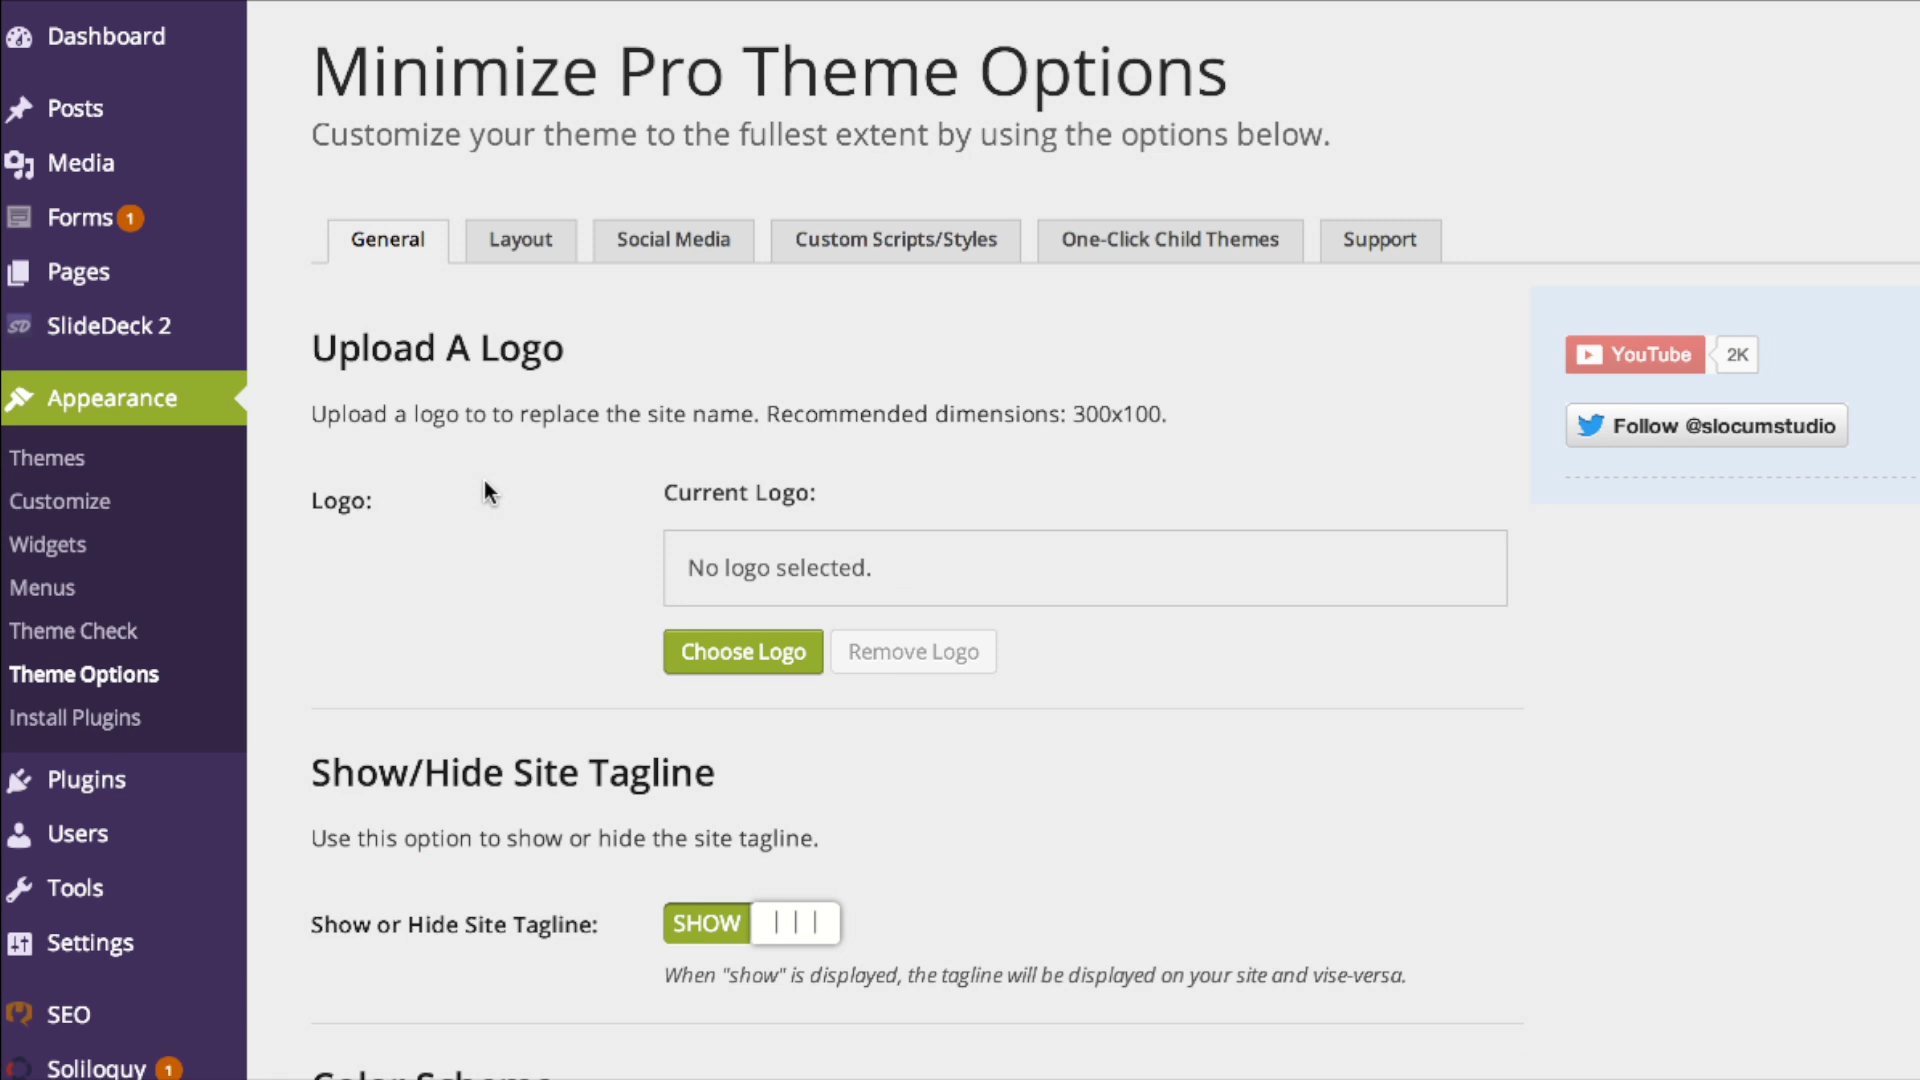 Dashboard
Posts
Media
Forms 1
Pages
SD SlideDeck 2
Appearance
Themes
Customize
Widgets
Menus
Theme Check
Theme Options
Install Plugins
Plugins
Users
Tools
Settings
SEO
Soliloquy 1
Minimize Pro Theme Options
Customize your theme to the fullest extent by using the options below.
General Layout Social Media Custom Scripts/Styles One-Click Child Themes Support
Upload A Logo
Upload a logo to to replace the site name. Recommended dimensions: 300x100.
Logo:
Current Logo:
No logo selected.
Choose Logo Remove Logo
Show/Hide Site Tagline
Use this option to show or hide the site tagline.
Show or Hide Site Tagline: SHOW
When "show" is displayed, the tagline will be displayed on your site and vise-versa.
Color Scheme
YouTube 2K
Follow @slocumstudio